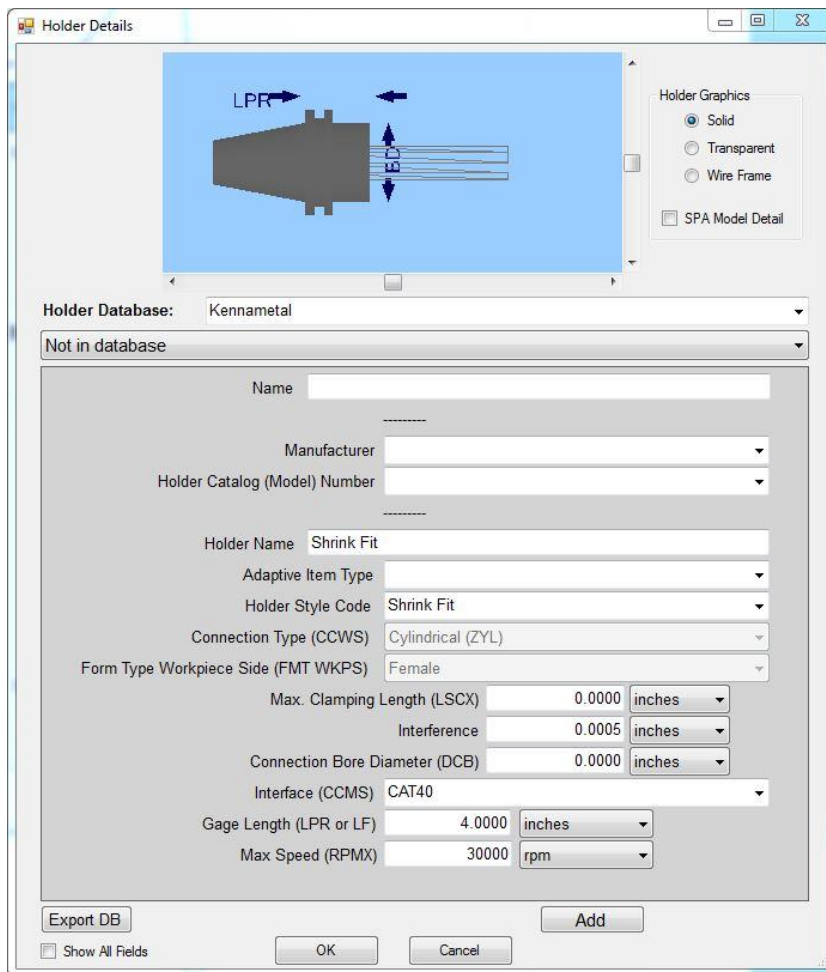 Holder Details
LPR
BD
Holder Graphics
Solid
Transparent
Wire Frame
SPA Model Detail
Holder Database: Kennametal
Not in database
Name
---------
Manufacturer
Holder Catalog (Model) Number
---------
Holder Name Shrink Fit
Adaptive Item Type
Holder Style Code Shrink Fit
Connection Type (CCWS) Cylindrical (ZYL)
Form Type Workpiece Side (FMT WKPS) Female
Max. Clamping Length (LSCX) 0.0000 inches
Interference 0.0005 inches
Connection Bore Diameter (DCB) 0.0000 inches
Interface (CCMS) CAT40
Gage Length (LPR or LF) 4.0000 inches
Max Speed (RPMX) 30000 rpm
Export DB Add
Show All Fields OK Cancel